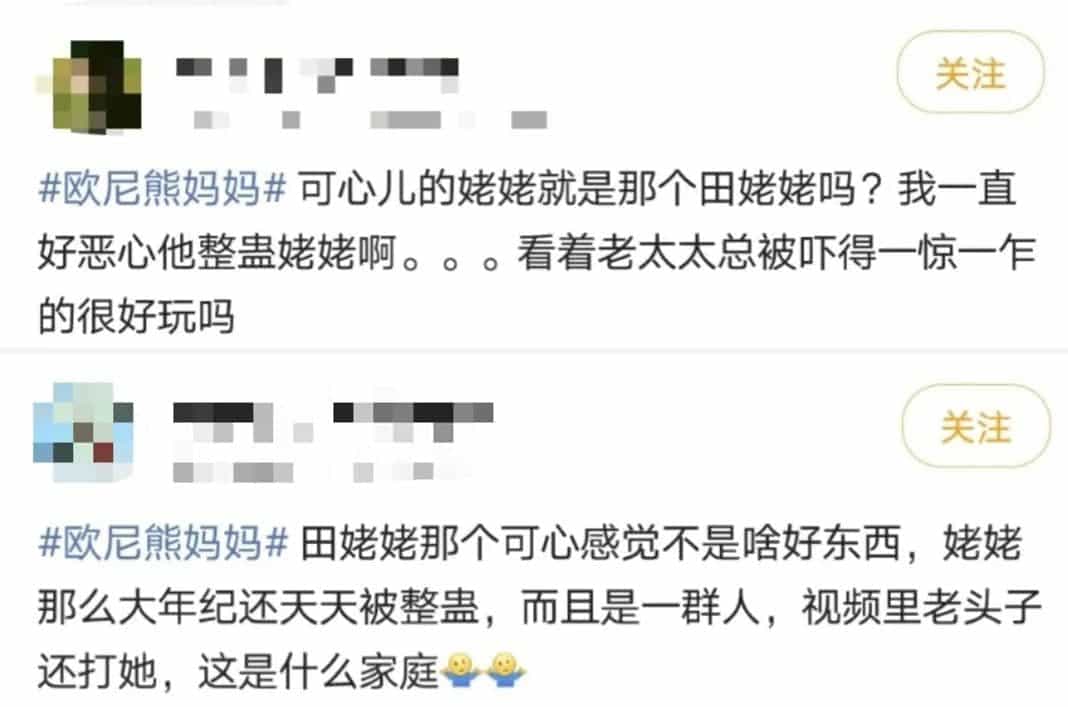 关注
#欧尼熊妈妈# 可心儿的姥姥就是那个田姥姥吗？我一直
好恶心他整蛊姥姥啊。。。看着老太太总被吓得一惊一乍
的很好玩吗
关注
#欧尼熊妈妈# 田姥姥那个可心感觉不是啥好东西，姥姥
那么大年纪还天天被整蛊，而且是一群人，视频里老头子
还打她，这是什么家庭🤷🤷